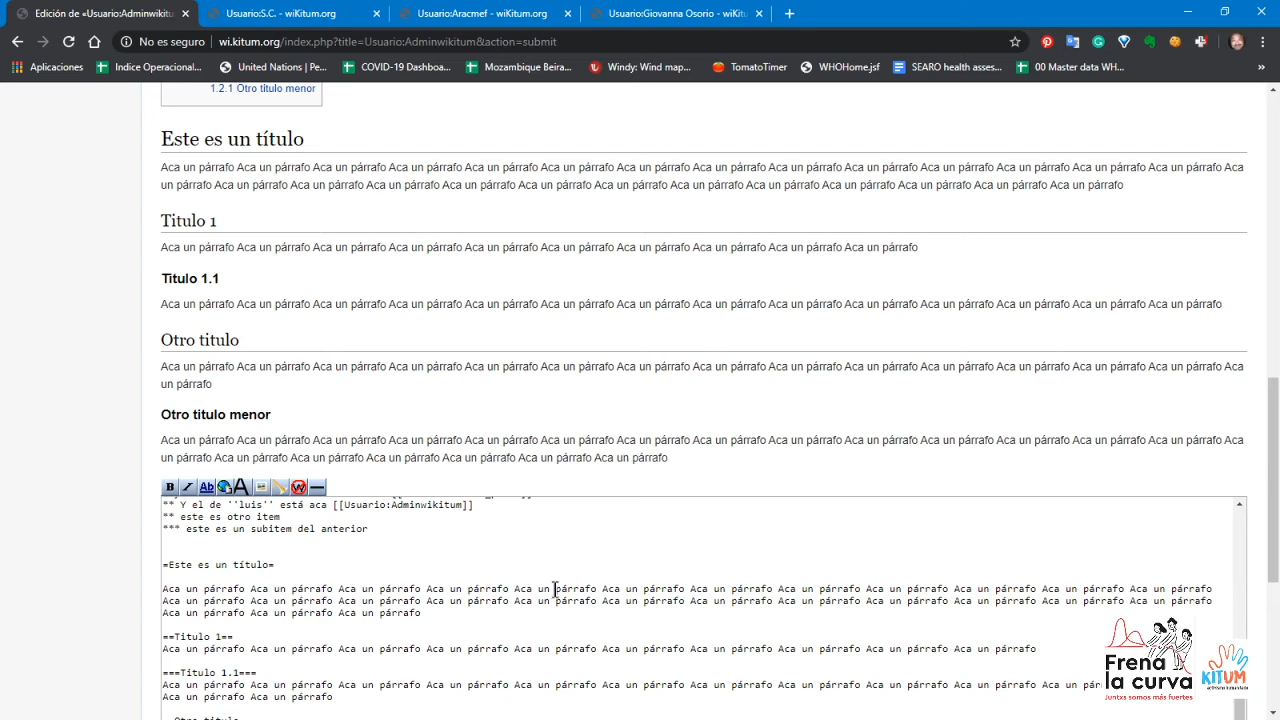 Edición de «Usuario:Adminwikitum
Usuario:S.C. - wiKitum.org
Usuario:Aracmef - wiKitum.org
Usuario:Giovanna Osorio - wiKitu
No es seguro
wi.kitum.org/index.php?title=Usuario:Adminwikitum&action=submit
Aplicaciones
Indice Operacional...
United Nations | Pe...
COVID-19 Dashboa...
Mozambique Beira...
Windy: Wind map...
TomatoTimer
WHOHome.jsf
SEARO health asses...
00 Master data WH...
1.2.1 Otro titulo menor
Este es un título
Aca un párrafo Aca un párrafo Aca un párrafo Aca un párrafo Aca un párrafo Aca un párrafo Aca un párrafo Aca un párrafo Aca un párrafo Aca un párrafo Aca un párrafo Aca un párrafo Aca un párrafo Aca un párrafo Aca
un párrafo Aca un párrafo Aca un párrafo Aca un párrafo Aca un párrafo Aca un párrafo Aca un párrafo Aca un párrafo Aca un párrafo Aca un párrafo Aca un párrafo Aca un párrafo Aca un párrafo
Titulo 1
Aca un párrafo Aca un párrafo Aca un párrafo Aca un párrafo Aca un párrafo Aca un párrafo Aca un párrafo Aca un párrafo Aca un párrafo Aca un párrafo
Titulo 1.1
Aca un párrafo Aca un párrafo Aca un párrafo Aca un párrafo Aca un párrafo Aca un párrafo Aca un párrafo Aca un párrafo Aca un párrafo Aca un párrafo Aca un párrafo Aca un párrafo Aca un párrafo Aca un párrafo
Otro titulo
Aca un párrafo Aca un párrafo Aca un párrafo Aca un párrafo Aca un párrafo Aca un párrafo Aca un párrafo Aca un párrafo Aca un párrafo Aca un párrafo Aca un párrafo Aca un párrafo Aca un párrafo Aca un párrafo Aca
un párrafo
Otro titulo menor
Aca un párrafo Aca un párrafo Aca un párrafo Aca un párrafo Aca un párrafo Aca un párrafo Aca un párrafo Aca un párrafo Aca un párrafo Aca un párrafo Aca un párrafo Aca un párrafo Aca un párrafo Aca un párrafo Aca
un párrafo Aca un párrafo Aca un párrafo Aca un párrafo Aca un párrafo Aca un párrafo Aca un párrafo
B I Ab A W
** Y el de ''luis'' está aca [[Usuario:Adminwikitum]]
** este es otro item
*** este es un subitem del anterior
=Este es un título=
Aca un párrafo Aca un párrafo Aca un párrafo Aca un párrafo Aca un párrafo Aca un párrafo Aca un párrafo Aca un párrafo Aca un párrafo Aca un párrafo Aca un párrafo Aca un párrafo
Aca un párrafo Aca un párrafo Aca un párrafo Aca un párrafo Aca un párrafo Aca un párrafo Aca un párrafo Aca un párrafo Aca un párrafo Aca un párrafo Aca un párrafo Aca un párrafo
Aca un párrafo Aca un párrafo Aca un párrafo
==Titulo 1==
Aca un párrafo Aca un párrafo Aca un párrafo Aca un párrafo Aca un párrafo Aca un párrafo Aca un párrafo Aca un párrafo Aca un párrafo Aca un párrafo
===Titulo 1.1===
Aca un párrafo Aca un párrafo Aca un párrafo Aca un párrafo Aca un párrafo Aca un párrafo Aca un párrafo Aca un párrafo Aca un párrafo Aca un párrafo Aca un
Aca un párrafo Aca un párrafo
Otro titulo
Frena
la curva
Juntxs somos más fuertes
KITUM